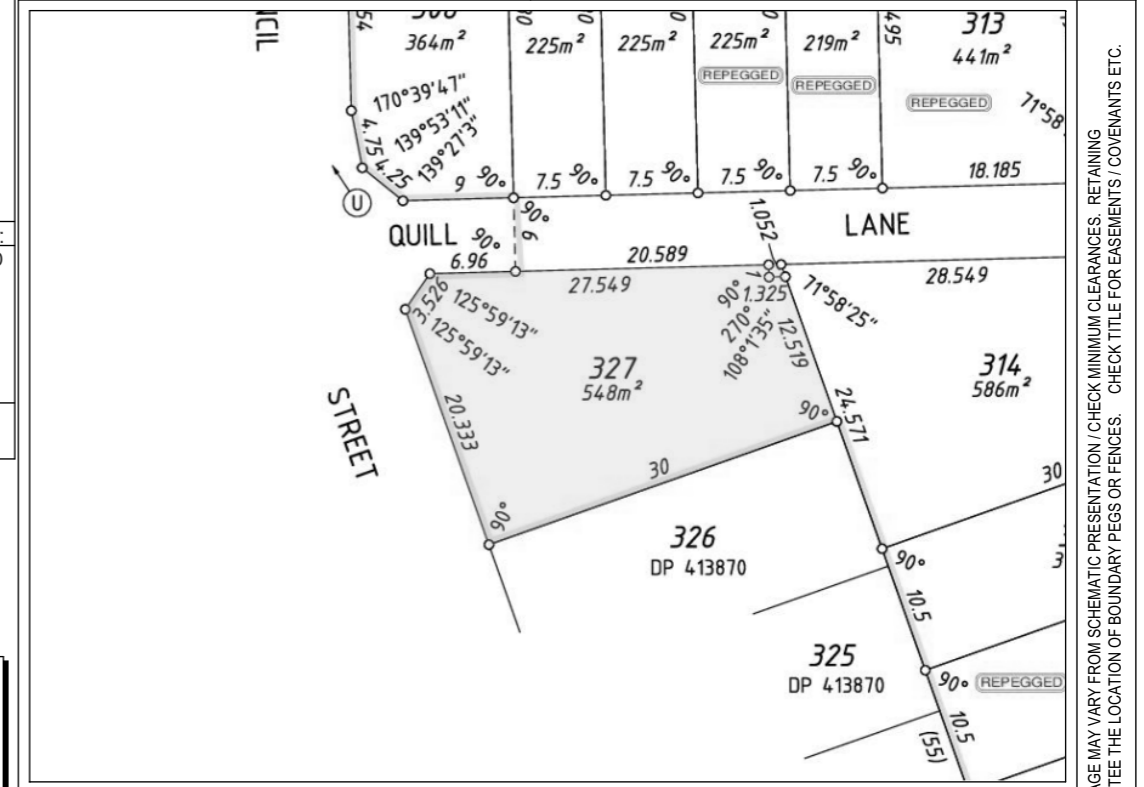 NCIL
54
364m²
225m²
225m²
225m²
219m²
495
313
441m²
REPEGGED
REPEGGED
REPEGGED
170°39'47"
139°53'11"
139°27'3"
4.75
4.25
71°58
9
90°
7.5
90°
7.5
90°
7.5
90°
7.5
90°
18.185
U
QUILL
LANE
90°
90°
6
1.052
6.96
20.589
27.549
28.549
3.526
125°59'13"
125°59'13"
1
1.325
90°
270°
108°1'35"
71°58'25"
12.519
327
548m²
314
586m²
STREET
20.333
90°
24.571
30
90°
30
326
DP 413870
90°
10.5
325
DP 413870
90°
REPEGGED
10.5
(55)
AGE MAY VARY FROM SCHEMATIC PRESENTATION / CHECK MINIMUM CLEARANCES. RETAINING
TEE THE LOCATION OF BOUNDARY PEGS OR FENCES. CHECK TITLE FOR EASEMENTS / COVENANTS ETC.